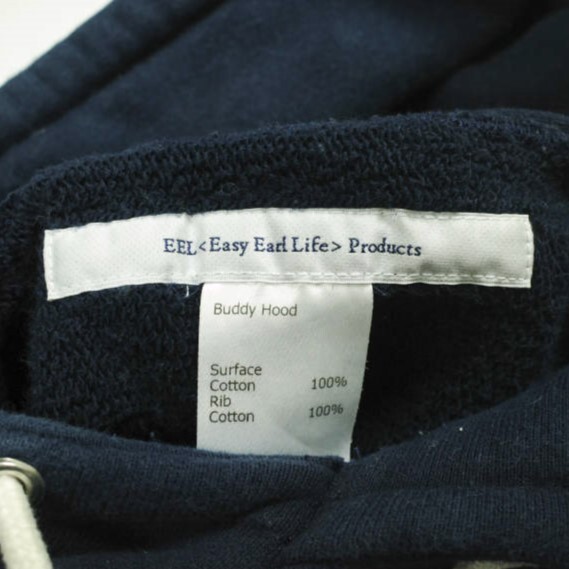 EEL<Easy Earl Life> Products
Buddy Hood
Surface
Cotton 100%
Rib
Cotton 100%